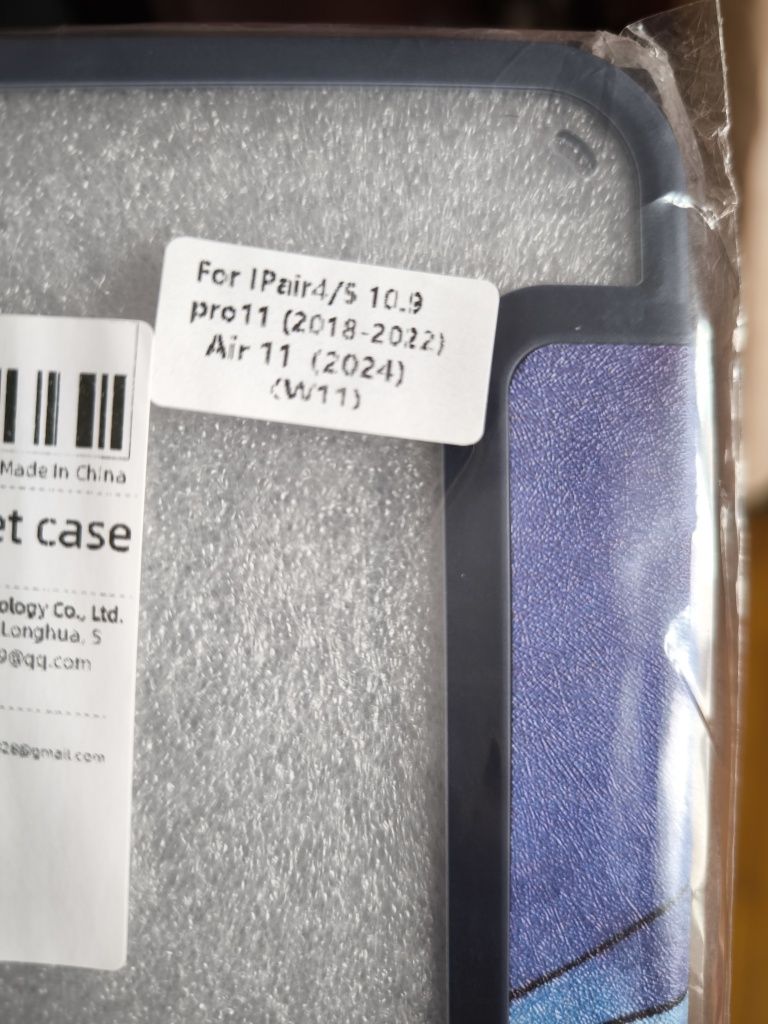 For IPair4/5 10.9
pro11 (2018-2022)
Air 11 (2024)
(W11)
Made In China
et case
ology Co., Ltd.
Longhua, S
9@qq.com
28@gmail.com